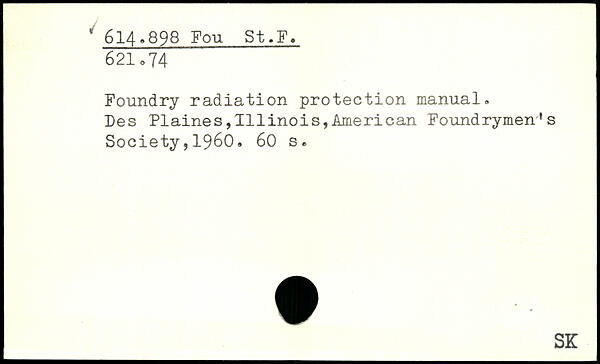 614.898 Fou St.F.
621.74
Foundry radiation protection manual.
Des Plaines,Illinois,American Foundrymen's
Society,1960. 60 s.
SK